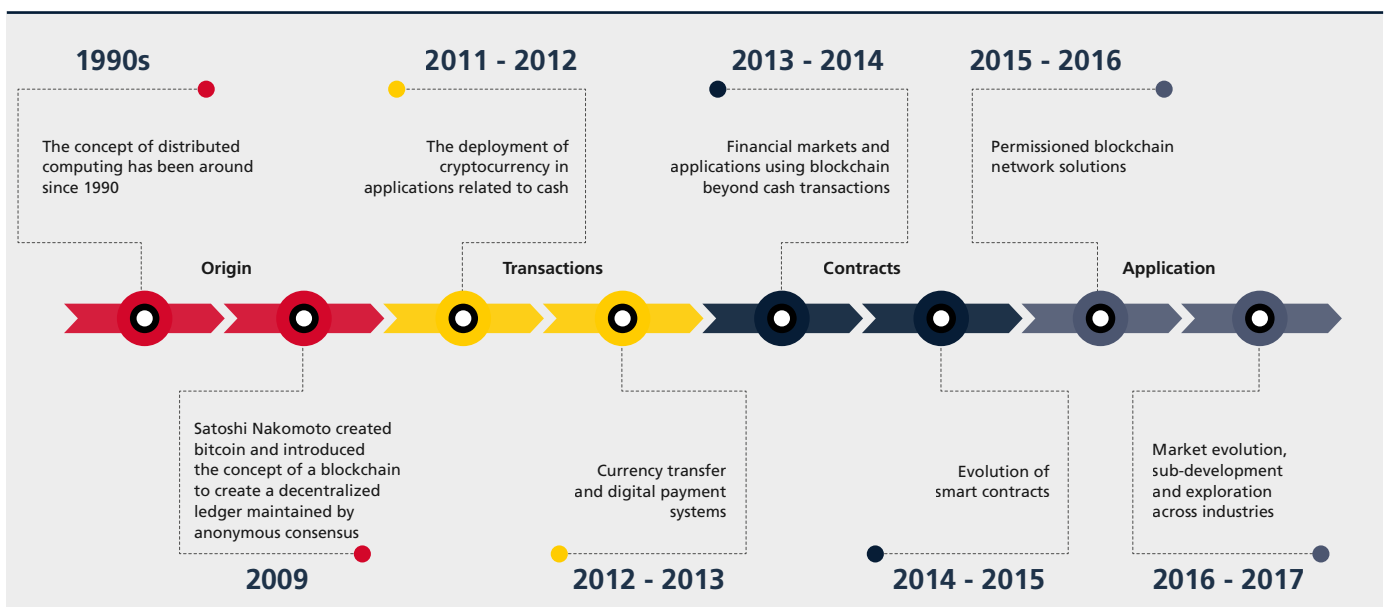 1990s
The concept of distributed
computing has been around
since 1990
2011 - 2012
The deployment of
cryptocurrency in
applications related to cash
2013 - 2014
Financial markets and
applications using blockchain
beyond cash transactions
2015 - 2016
Permissioned blockchain
network solutions
Origin
Transactions
Contracts
Application
Satoshi Nakomoto created
bitcoin and introduced
the concept of a blockchain
to create a decentralized
ledger maintained by
anonymous consensus
2009
Currency transfer
and digital payment
systems
2012 - 2013
Evolution of
smart contracts
2014 - 2015
Market evolution,
sub-development
and exploration
across industries
2016 - 2017